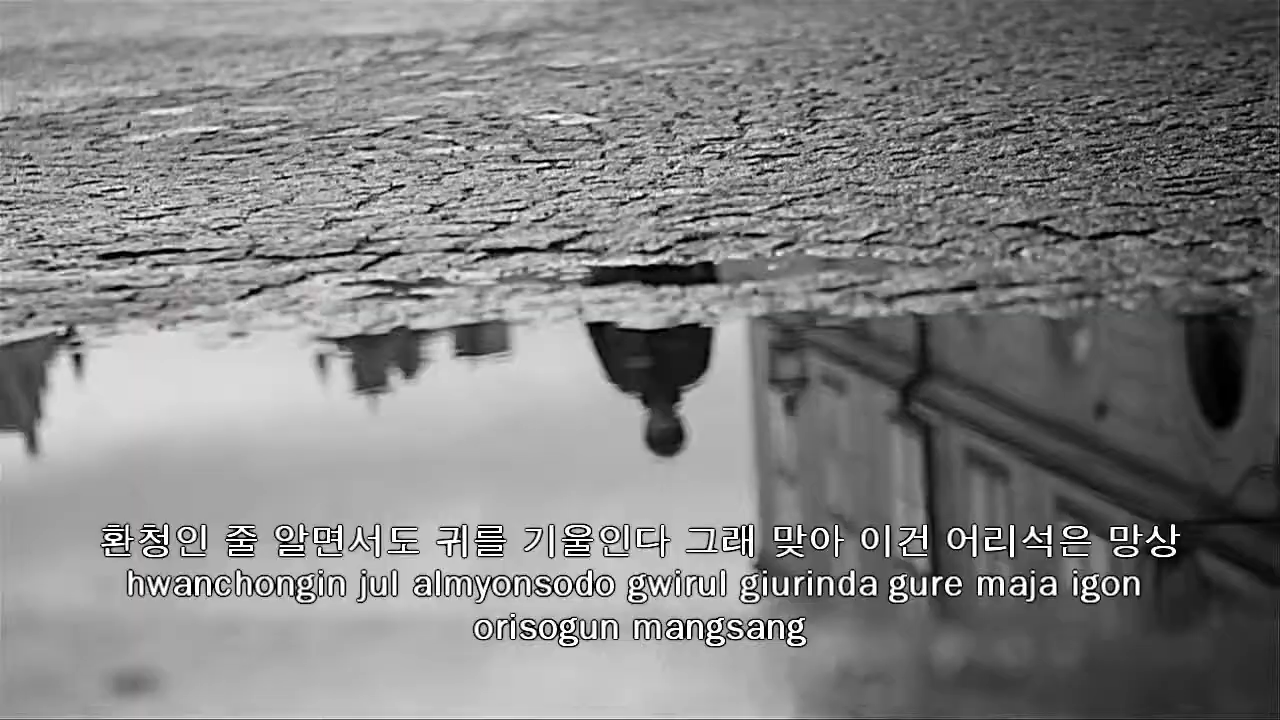 환청인 줄 알면서도 귀를 기울인다 그래 맞아 이건 어리석은 망상
hwanchongin jul almyonsodo gwirul giurinda gure maja igon
orisogun mangsang